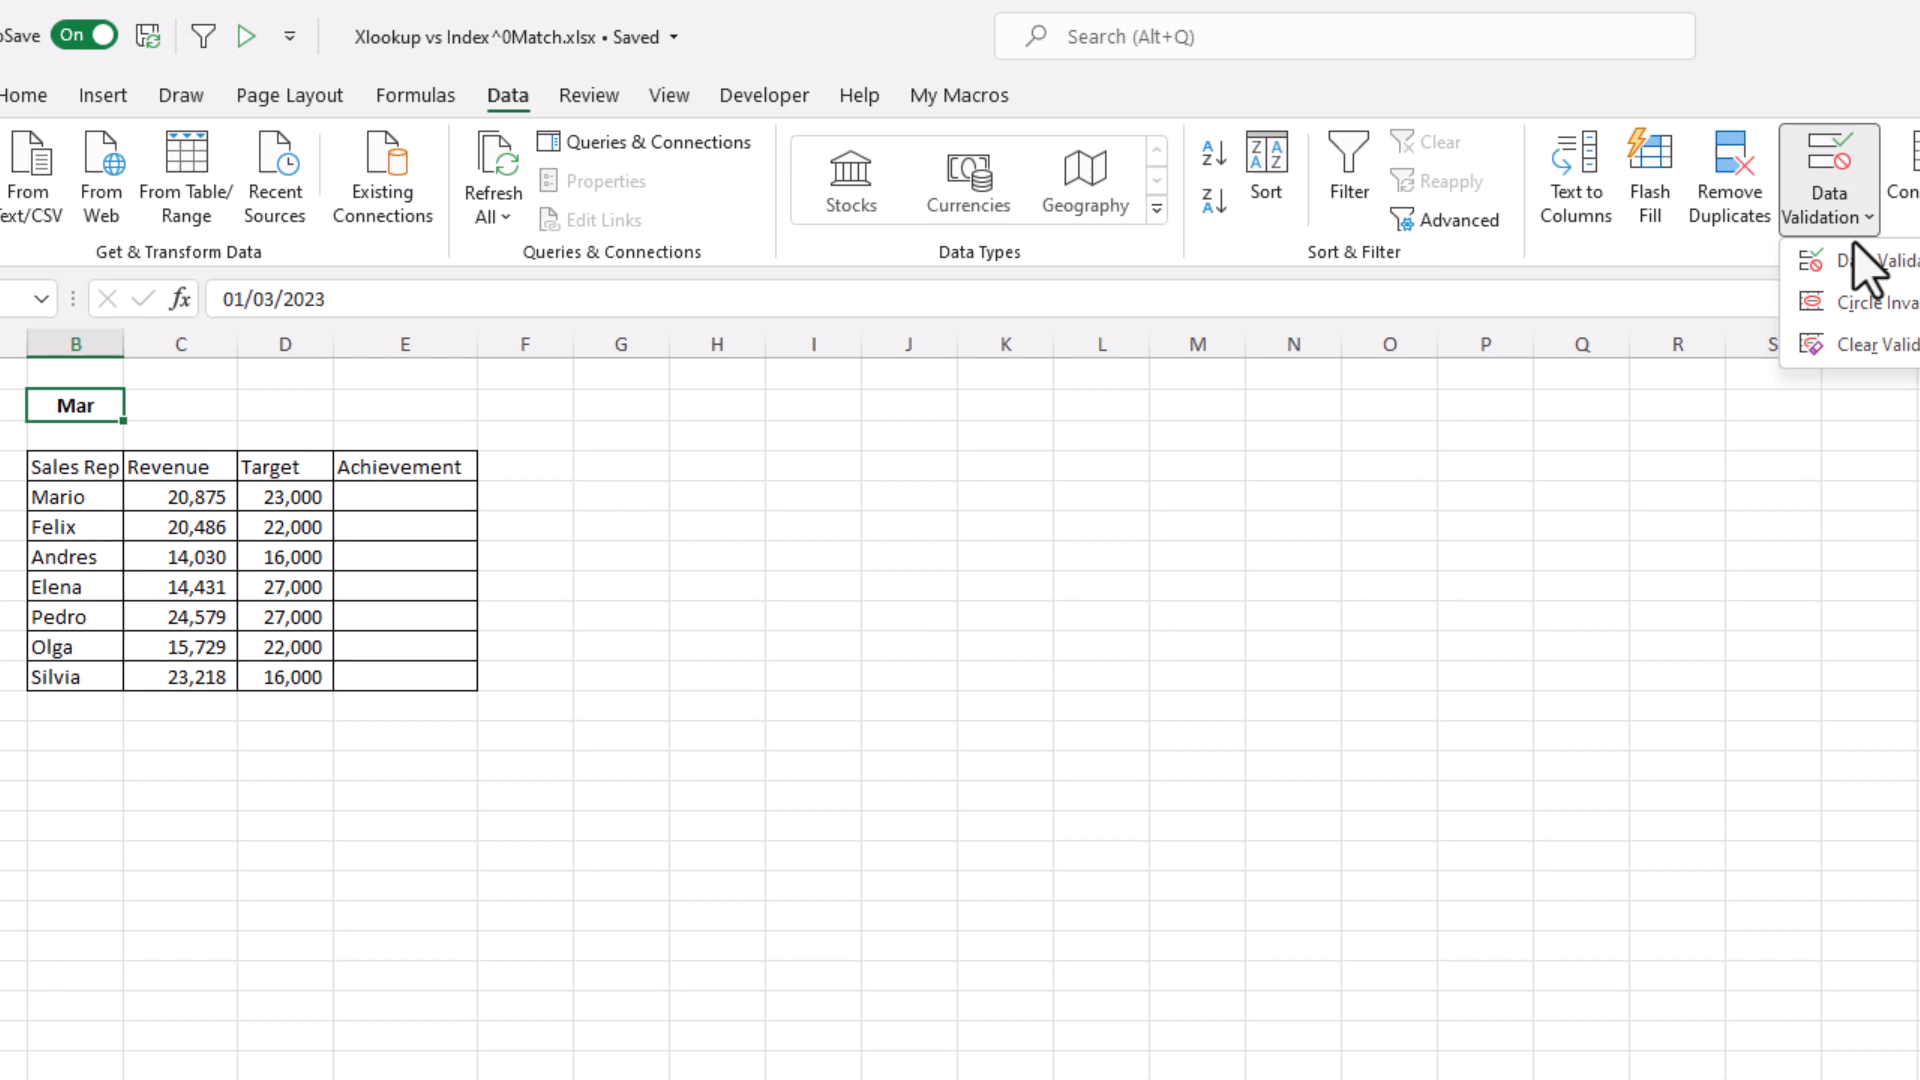 oSave On Xlookup vs Index^0Match.xlsx • Saved Search (Alt+Q)
Home Insert Draw Page Layout Formulas Data Review View Developer Help My Macros
From Text/CSV
From Web
From Table/ Range
Recent Sources
Existing Connections
Get & Transform Data
Refresh All
Queries & Connections
Properties
Edit Links
Queries & Connections
Stocks Currencies Geography
Data Types
Sort
Filter
Clear
Reapply
Advanced
Sort & Filter
Text to Columns
Flash Fill
Remove Duplicates
Data Validation
Con
Circle Inva
Clear Valid
fx 01/03/2023
B C D E F G H I J K L M N O P Q R S
Mar
Sales Rep Revenue Target Achievement
Mario 20,875 23,000
Felix 20,486 22,000
Andres 14,030 16,000
Elena 14,431 27,000
Pedro 24,579 27,000
Olga 15,729 22,000
Silvia 23,218 16,000